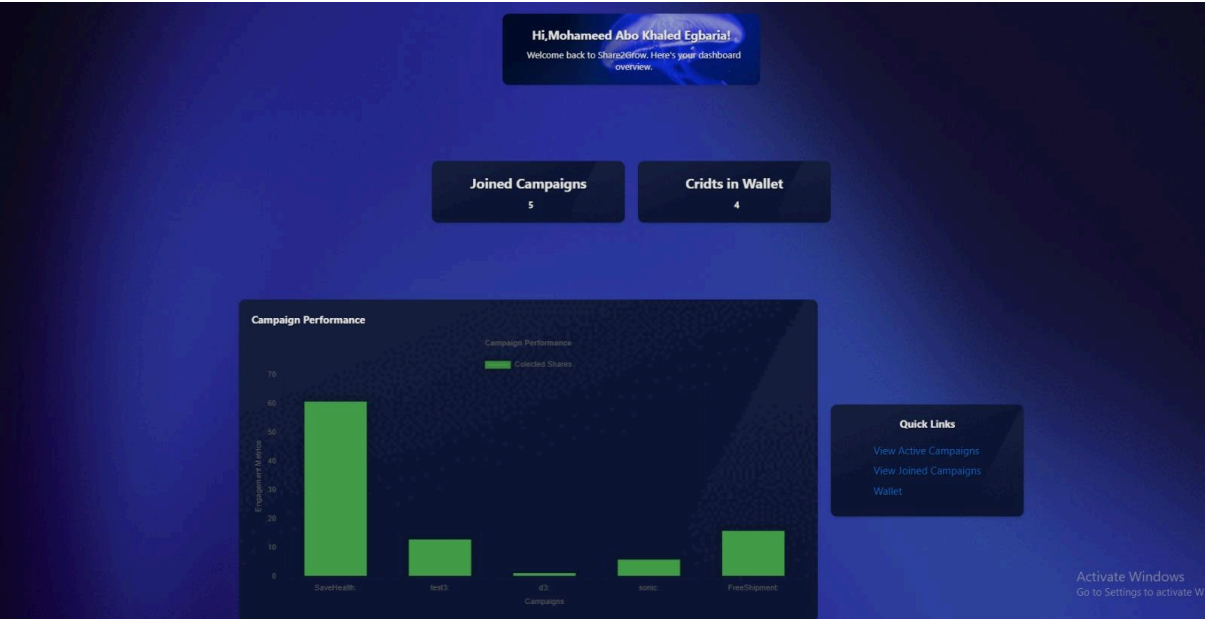 Hi,Mohameed Abo Khaled Egbaria!
Welcome back to Share2Grow. Here's your dashboard
overview.
Joined Campaigns
5
Cridts in Wallet
4
Campaign Performance
Campaign Performance
Colected Shares
70
60
50
40
30
20
10
0
Engagement Metrics
SaveHealth
test3
d3
sonic
FreeShipment
Campaigns
Quick Links
View Active Campaigns
View Joined Campaigns
Wallet
Activate Windows
Go to Settings to activate W